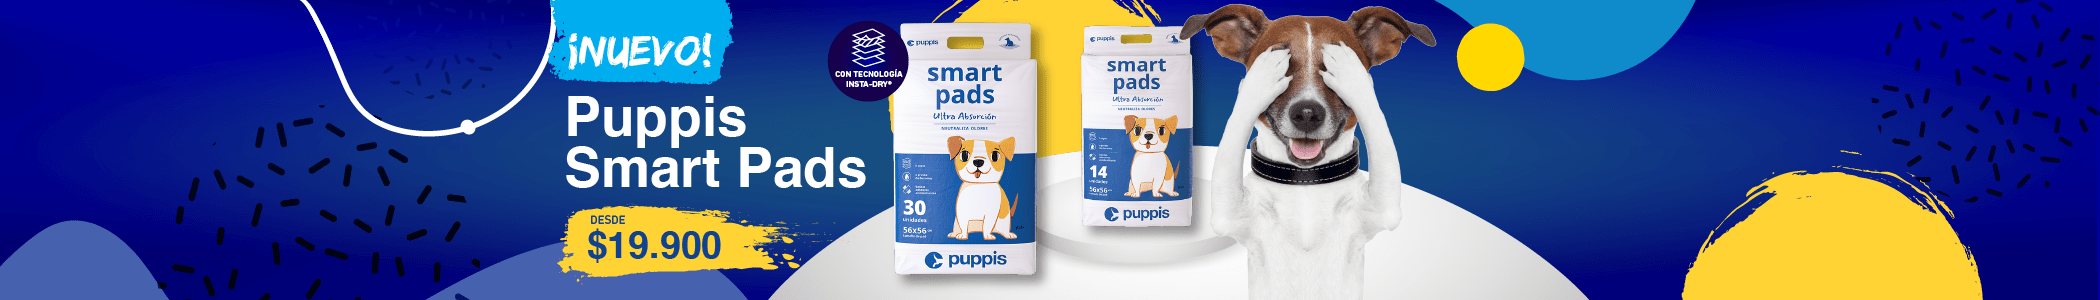 ¡NUEVO!
Puppis
Smart Pads
DESDE
$19.900
CON TECNOLOGÍA
INSTA-DRY®
puppis
smart
pads
Ultra Absorción
NEUTRALIZA OLORES
30
unidades
56x56
puppis
puppis
smart
pads
Ultra Absorción
NEUTRALIZA OLORES
14
unidades
56x56
puppis